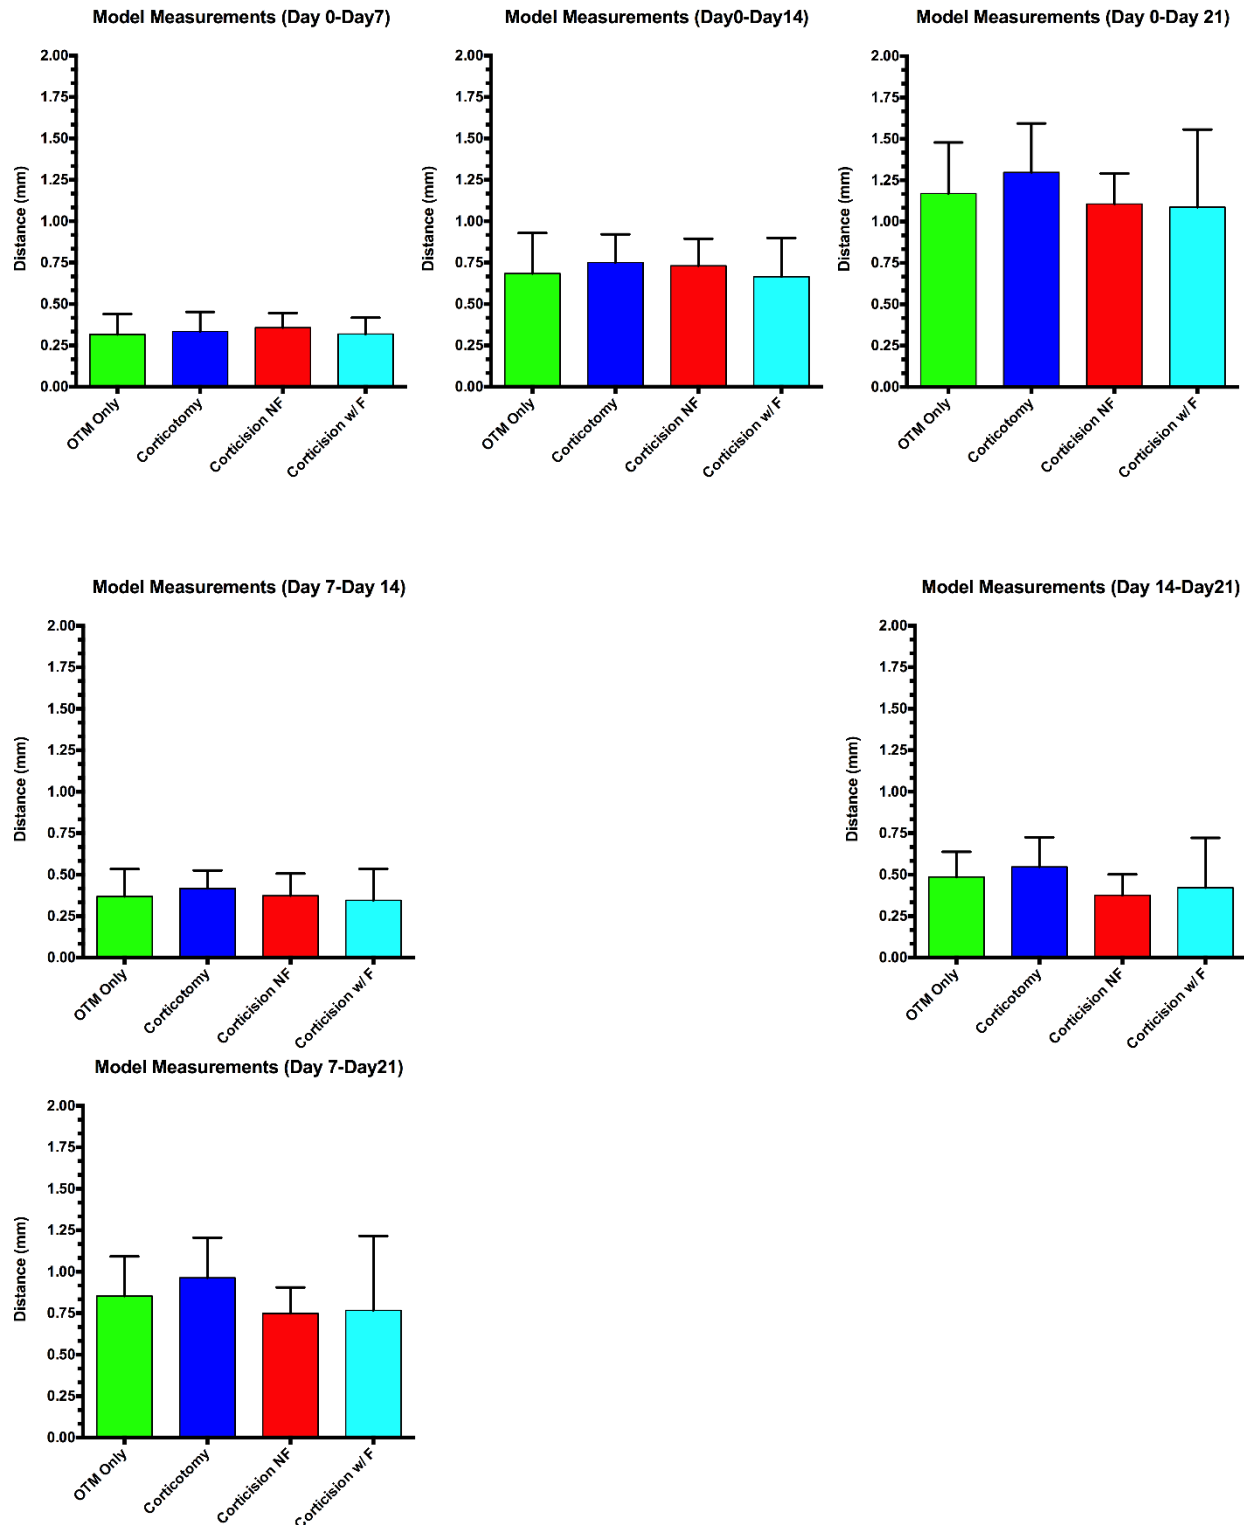 Model Measurements (Day 0-Day7)
2.00
1.75
1.50
1.25
1.00
0.75
0.50
0.25
0.00
Distance (mm)
OTM Only
Corticotomy
Corticision NF
Corticision w/ F
Model Measurements (Day0-Day14)
2.00
1.75
1.50
1.25
1.00
0.75
0.50
0.25
0.00
Distance (mm)
OTM Only
Corticotomy
Corticision NF
Corticision w/ F
Model Measurements (Day 0-Day 21)
2.00
1.75
1.50
1.25
1.00
0.75
0.50
0.25
0.00
Distance (mm)
OTM Only
Corticotomy
Corticision NF
Corticision w/ F
Model Measurements (Day 7-Day 14)
2.00
1.75
1.50
1.25
1.00
0.75
0.50
0.25
0.00
Distance (mm)
OTM Only
Corticotomy
Corticision NF
Corticision w/ F
Model Measurements (Day 14-Day21)
2.00
1.75
1.50
1.25
1.00
0.75
0.50
0.25
0.00
Distance (mm)
OTM Only
Corticotomy
Corticision NF
Corticision w/ F
Model Measurements (Day 7-Day21)
2.00
1.75
1.50
1.25
1.00
0.75
0.50
0.25
0.00
Distance (mm)
OTM Only
Corticotomy
Corticision NF
Corticision w/ F